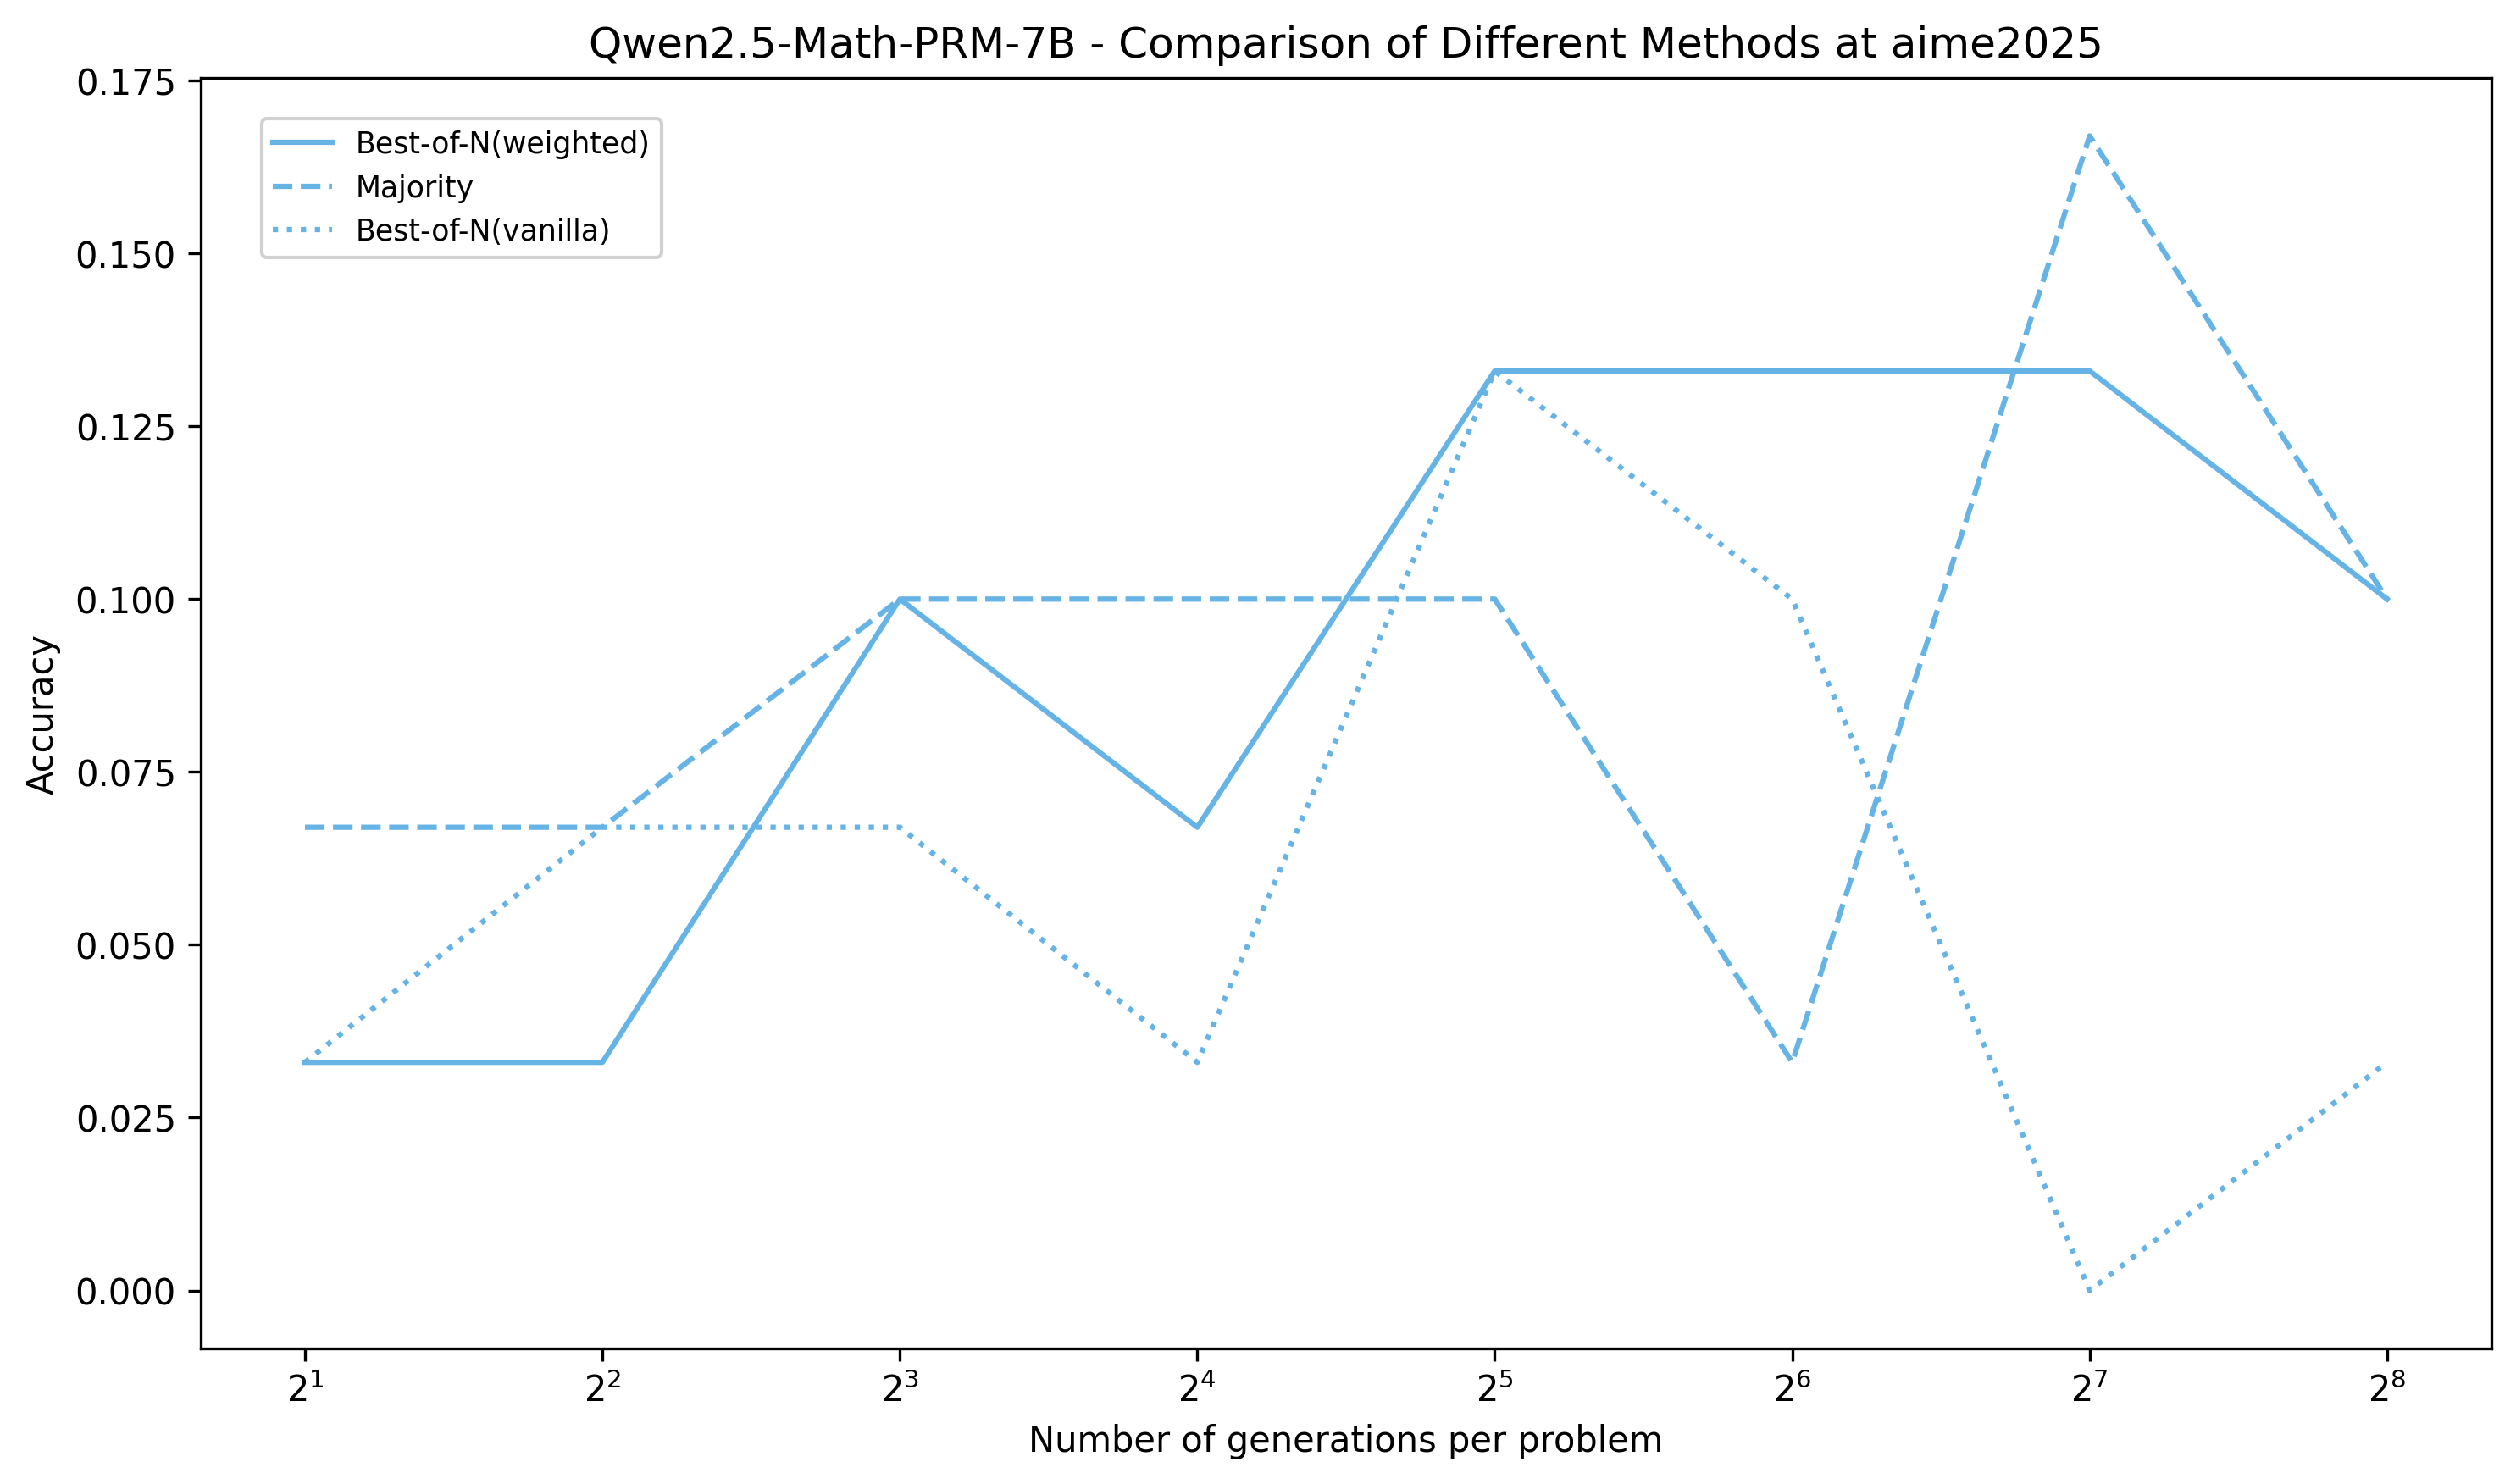 Qwen2.5-Math-PRM-7B - Comparison of Different Methods at aime2025
Best-of-N(weighted)
Majority
Best-of-N(vanilla)
Accuracy
0.175
0.150
0.125
0.100
0.075
0.050
0.025
0.000
2¹ 2² 2³ 2⁴ 2⁵ 2⁶ 2⁷ 2⁸
Number of generations per problem